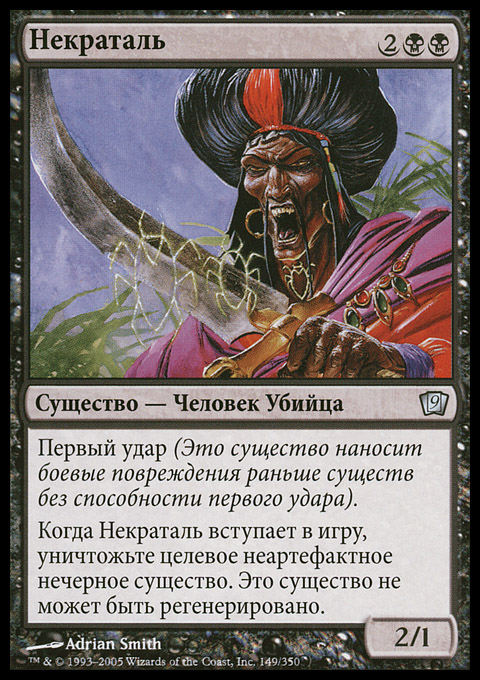 Некраталь
2
9
Существо — Человек Убийца
Первый удар (Это существо наносит
боевые повреждения раньше существ
без способности первого удара).
Когда Некраталь вступает в игру,
уничтожьте целевое неартефактное
нечерное существо. Это существо не
может быть регенерировано.
2/1
Adrian Smith
™ & © 1993–2005 Wizards of the Coast, Inc. 149/350